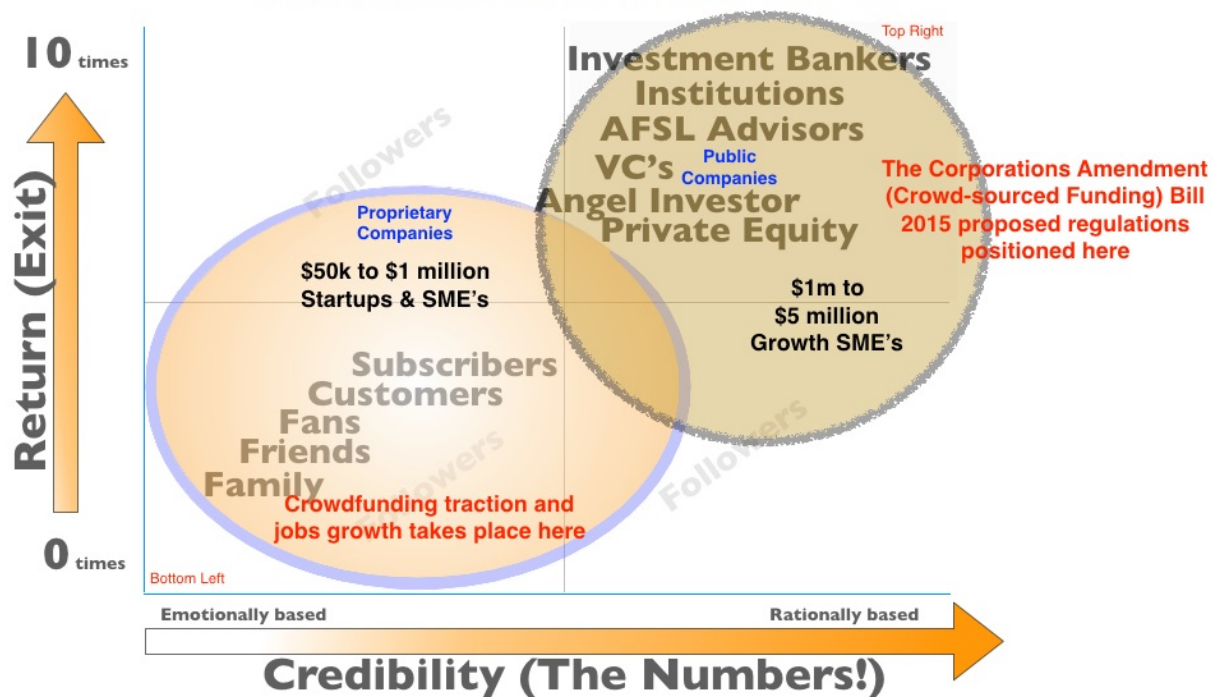 10 times
Return (Exit)
0 times
Top Right
Investment Bankers
Institutions
AFSL Advisors
VC's
Public
Companies
Angel Investor
Private Equity
The Corporations Amendment
(Crowd-sourced Funding) Bill
2015 proposed regulations
positioned here
$1m to
$5 million
Growth SME's
Followers
Proprietary
Companies
$50k to $1 million
Startups & SME's
Subscribers
Customers
Fans
Friends
Family
Followers
Followers
Crowdfunding traction and
jobs growth takes place here
Bottom Left
Emotionally based
Rationally based
Credibility (The Numbers!)